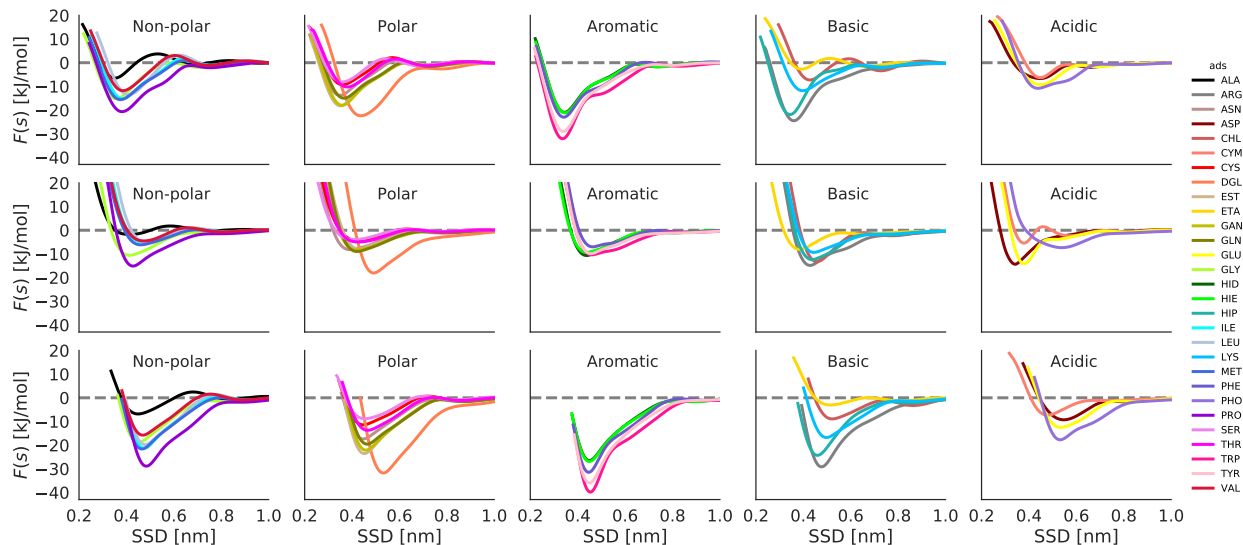 Non-polar Polar Aromatic Basic Acidic
20
10
0
−10
−20
−30
−40
F(s) [kJ/mol]
Non-polar Polar Aromatic Basic Acidic
20
10
0
−10
−20
−30
−40
F(s) [kJ/mol]
Non-polar Polar Aromatic Basic Acidic
20
10
0
−10
−20
−30
−40
F(s) [kJ/mol]
0.2 0.4 0.6 0.8 1.0 0.2 0.4 0.6 0.8 1.0 0.2 0.4 0.6 0.8 1.0 0.2 0.4 0.6 0.8 1.0 0.2 0.4 0.6 0.8 1.0
SSD [nm] SSD [nm] SSD [nm] SSD [nm] SSD [nm]
ads
ALA
ARG
ASN
ASP
CHL
CYM
CYS
DGL
EST
ETA
GAN
GLN
GLU
GLY
HID
HIE
HIP
ILE
LEU
LYS
MET
PHE
PHO
PRO
SER
THR
TRP
TYR
VAL